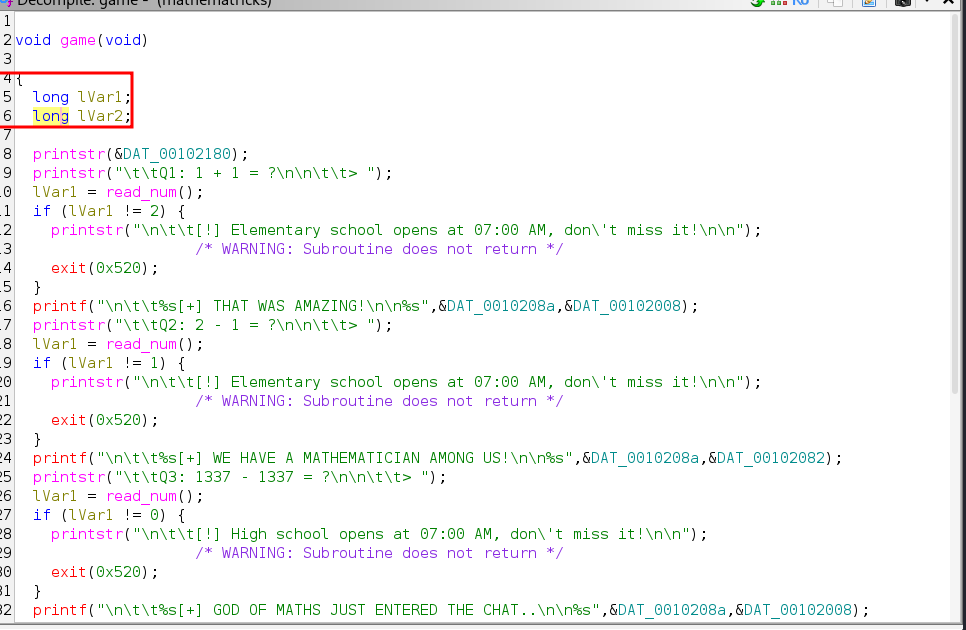 Decompile: game - (mathematricks)
1
2 void game(void)
3
4 {
5 long lVar1;
6 long lVar2;
7
8 printstr(&DAT_00102180);
9 printstr("\t\tQ1: 1 + 1 = ?\n\n\t\t> ");
10 lVar1 = read_num();
11 if (lVar1 != 2) {
12 printstr("\n\t\t[!] Elementary school opens at 07:00 AM, don\'t miss it!\n\n");
13 /* WARNING: Subroutine does not return */
14 exit(0x520);
15 }
16 printf("\n\t\t%s[+] THAT WAS AMAZING!\n\n%s",&DAT_0010208a,&DAT_00102008);
17 printstr("\t\tQ2: 2 - 1 = ?\n\n\t\t> ");
18 lVar1 = read_num();
19 if (lVar1 != 1) {
20 printstr("\n\t\t[!] Elementary school opens at 07:00 AM, don\'t miss it!\n\n");
21 /* WARNING: Subroutine does not return */
22 exit(0x520);
23 }
24 printf("\n\t\t%s[+] WE HAVE A MATHEMATICIAN AMONG US!\n\n%s",&DAT_0010208a,&DAT_00102082);
25 printstr("\t\tQ3: 1337 - 1337 = ?\n\n\t\t> ");
26 lVar1 = read_num();
27 if (lVar1 != 0) {
28 printstr("\n\t\t[!] High school opens at 07:00 AM, don\'t miss it!\n\n");
29 /* WARNING: Subroutine does not return */
30 exit(0x520);
31 }
32 printf("\n\t\t%s[+] GOD OF MATHS JUST ENTERED THE CHAT..\n\n%s",&DAT_0010208a,&DAT_00102008);